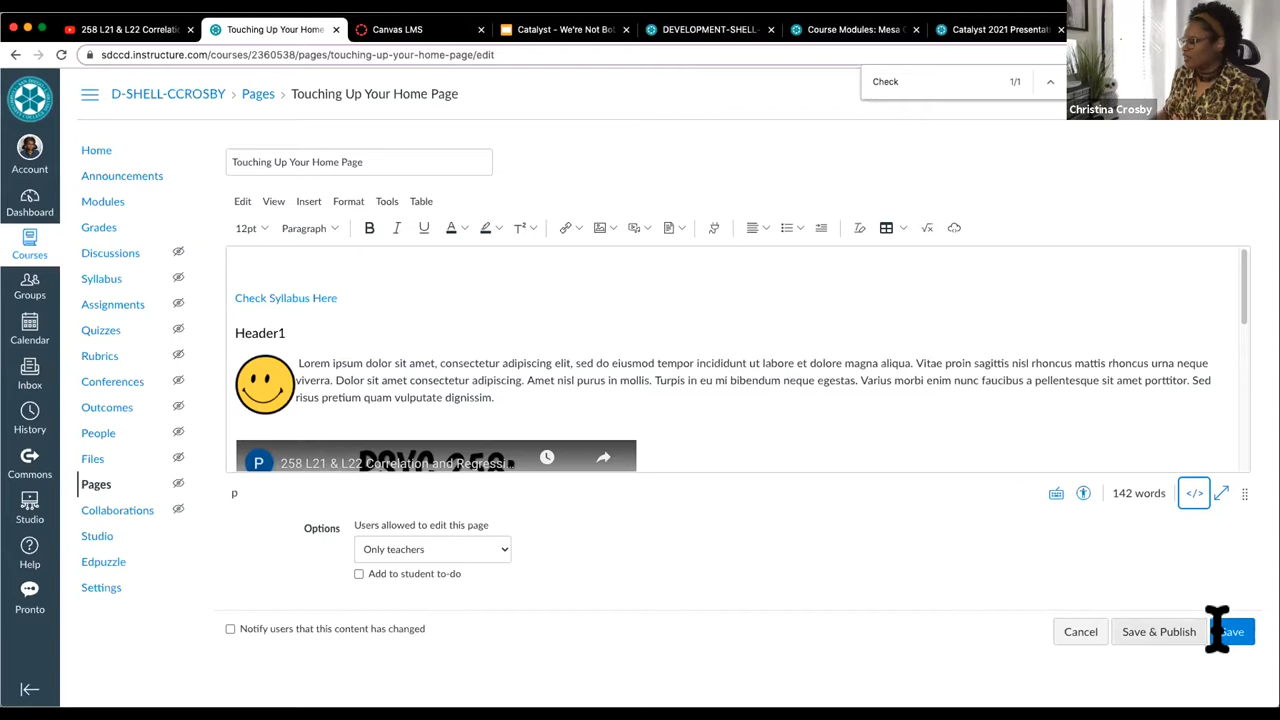 258 L21 & L22 Correlatio
Touching Up Your Home Page
Canvas LMS
Catalyst - We're Not Bo
DEVELOPMENT-SHELL-
Course Modules: Mesa C
Catalyst 2021 Presentati
sdccd.instructure.com/courses/2360538/pages/touching-up-your-home-page/edit
Check
1/1
Christina Crosby
D-SHELL-CCROSBY > Pages > Touching Up Your Home Page
Account
Dashboard
Courses
Groups
Calendar
Inbox
History
Commons
Studio
Help
Pronto
Home
Announcements
Modules
Grades
Discussions
Syllabus
Assignments
Quizzes
Rubrics
Conferences
Outcomes
People
Files
Pages
Collaborations
Studio
Edpuzzle
Settings
Touching Up Your Home Page
Edit View Insert Format Tools Table
12pt Paragraph B I U A T²
Check Syllabus Here
Header1
Lorem ipsum dolor sit amet, consectetur adipiscing elit, sed do eiusmod tempor incididunt ut labore et dolore magna aliqua. Vitae proin sagittis nisl rhoncus mattis rhoncus urna neque
viverra. Dolor sit amet consectetur adipiscing. Amet nisl purus in mollis. Turpis in eu mi bibendum neque egestas. Varius morbi enim nunc faucibus a pellentesque sit amet porttitor. Sed
risus pretium quam vulputate dignissim.
P 258 L21 & L22 Correlation and Regressi...
p
142 words </>
Options
Users allowed to edit this page
Only teachers
Add to student to-do
Notify users that this content has changed
Cancel
Save & Publish
Save